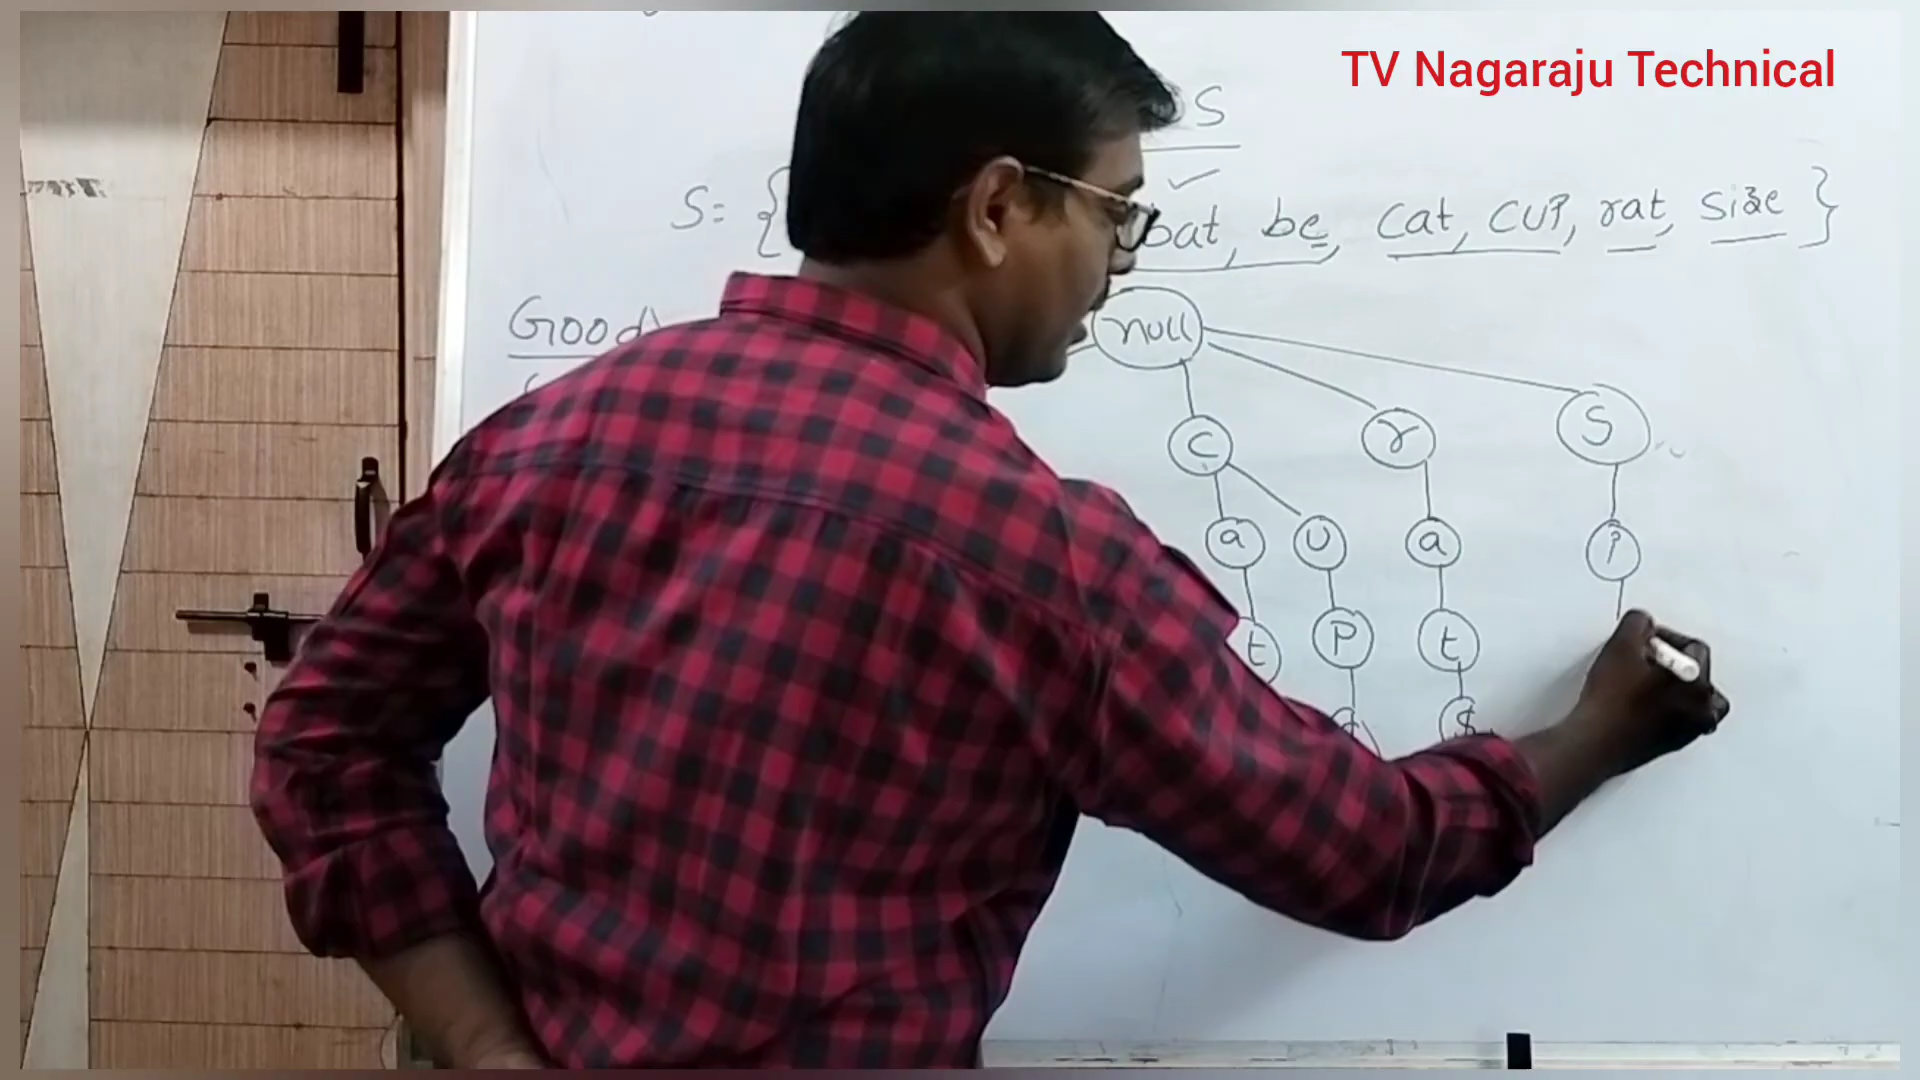 TV Nagaraju Technical
S
S = { bat, be, cat, cup, rat, size }
Good
null
c r S
a u a i
t p t
$ $